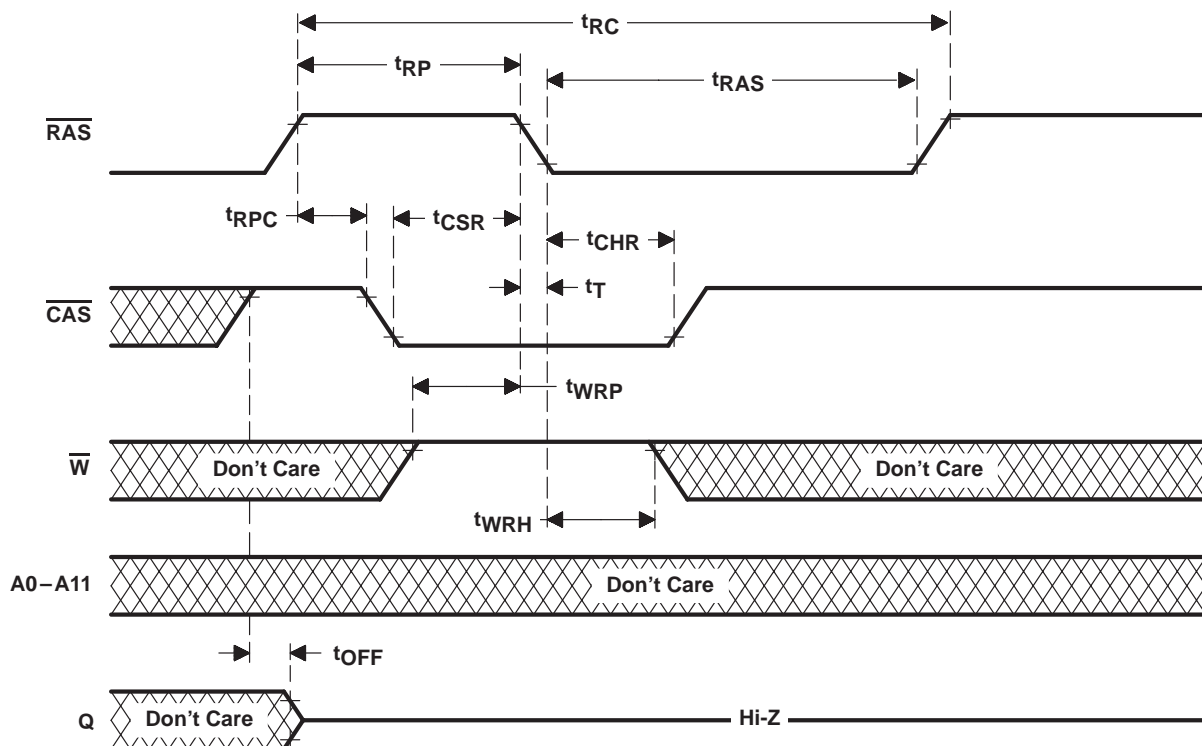 tRC
tRP
tRAS
RAS
tRPC
tCSR
tCHR
tT
CAS
tWRP
W
Don't Care
Don't Care
tWRH
A0–A11
Don't Care
tOFF
Q
Don't Care
Hi-Z